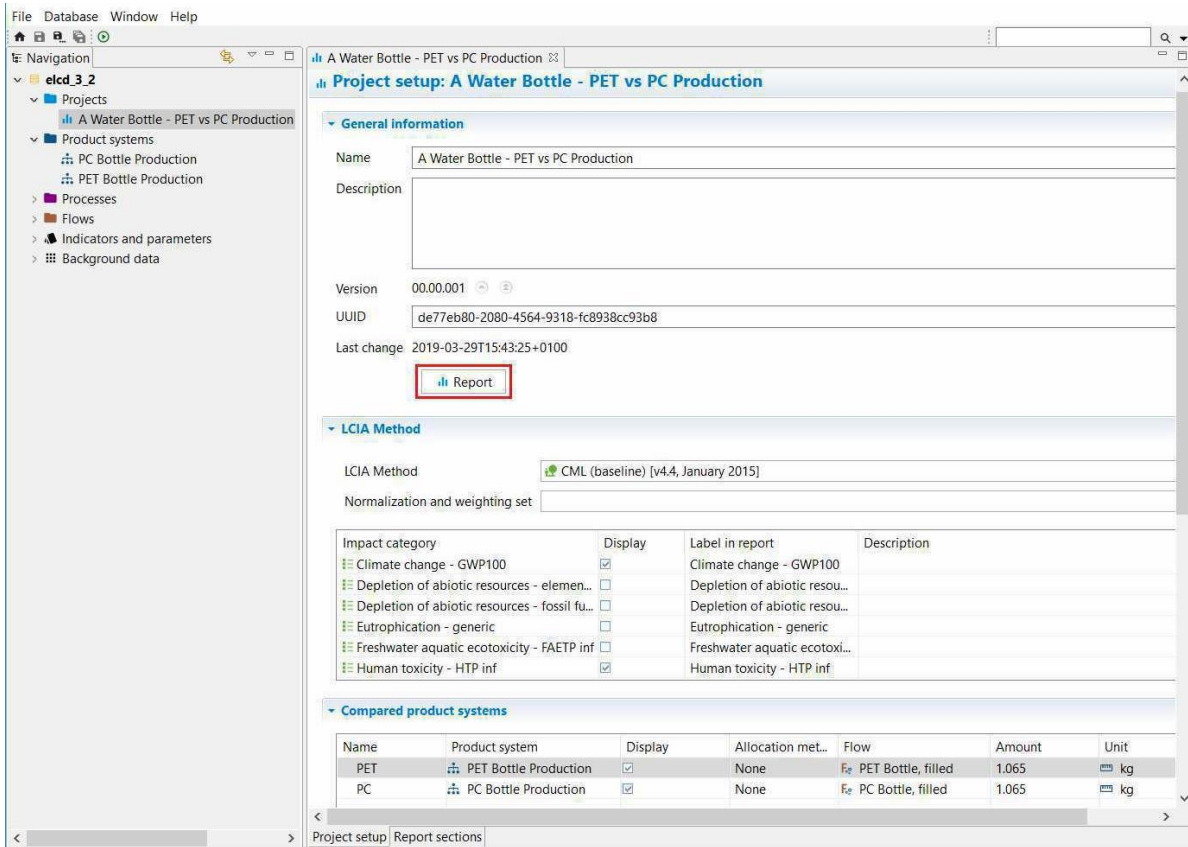 File Database Window Help
Navigation
elcd_3_2
Projects
A Water Bottle - PET vs PC Production
Product systems
PC Bottle Production
PET Bottle Production
Processes
Flows
Indicators and parameters
Background data
A Water Bottle - PET vs PC Production
Project setup: A Water Bottle - PET vs PC Production
General information
Name A Water Bottle - PET vs PC Production
Description
Version 00.00.001
UUID de77eb80-2080-4564-9318-fc8938cc93b8
Last change 2019-03-29T15:43:25+0100
Report
LCIA Method
LCIA Method CML (baseline) [v4.4, January 2015]
Normalization and weighting set
Impact category Display Label in report Description
Climate change - GWP100 Climate change - GWP100
Depletion of abiotic resources - elemen... Depletion of abiotic resou...
Depletion of abiotic resources - fossil fu... Depletion of abiotic resou...
Eutrophication - generic Eutrophication - generic
Freshwater aquatic ecotoxicity - FAETP inf Freshwater aquatic ecotoxi...
Human toxicity - HTP inf Human toxicity - HTP inf
Compared product systems
Name Product system Display Allocation met... Flow Amount Unit
PET PET Bottle Production None PET Bottle, filled 1.065 kg
PC PC Bottle Production None PC Bottle, filled 1.065 kg
Project setup Report sections